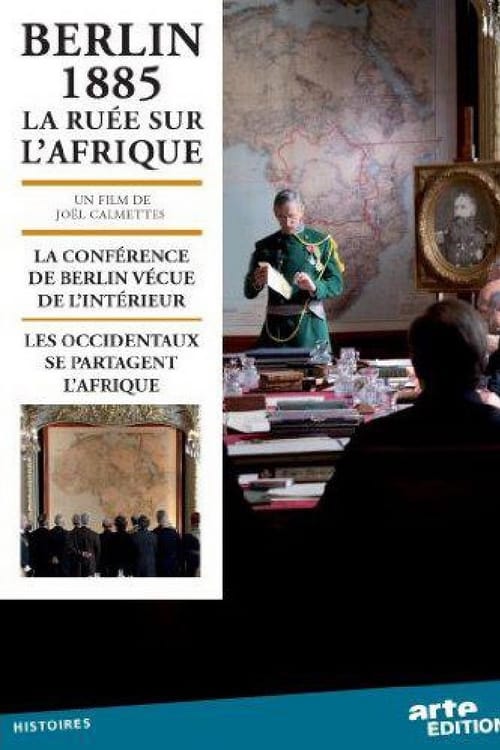 BERLIN
1885
LA RUÉE SUR
L'AFRIQUE
UN FILM DE
JOËL CALMETTES
LA CONFÉRENCE
DE BERLIN VÉCUE
DE L'INTÉRIEUR
LES OCCIDENTAUX
SE PARTAGENT
L'AFRIQUE
HISTOIRES
arte
EDITION